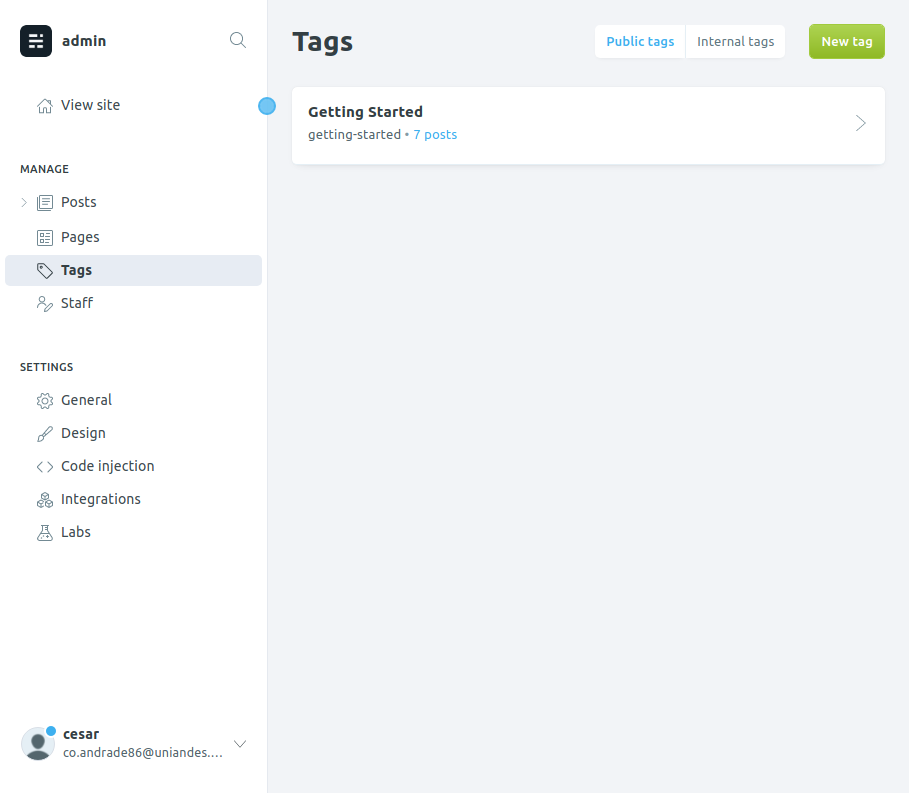 admin
View site
MANAGE
Posts
Pages
Tags
Staff
SETTINGS
General
Design
Code injection
Integrations
Labs
cesar
co.andrade86@uniandes....
Tags
Public tags
Internal tags
New tag
Getting Started
getting-started • 7 posts